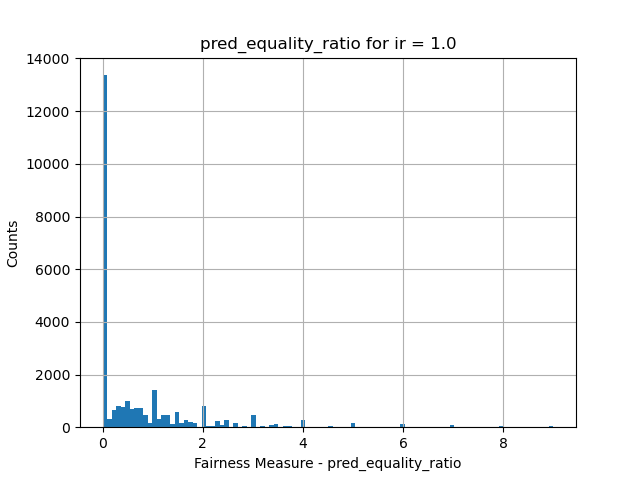 pred_equality_ratio for ir = 1.0
14000
12000
10000
8000
6000
4000
2000
0
Counts
0 2 4 6 8
Fairness Measure - pred_equality_ratio